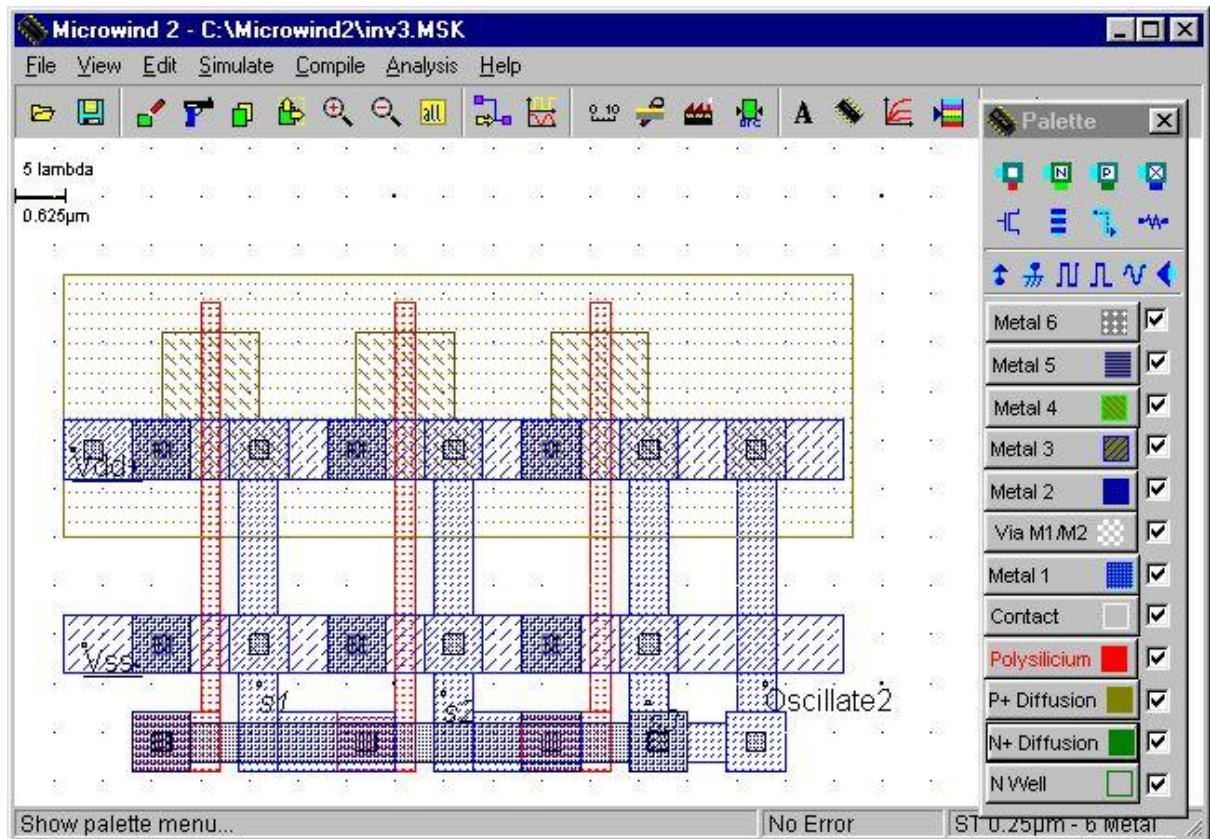 Microwind 2 - C:\Microwind2\inv3.MSK
File View Edit Simulate Compile Analysis Help
all
A
Palette
N P
5 lambda
0.625µm
Metal 6
Metal 5
Metal 4
Metal 3
Metal 2
Via M1/M2
Metal 1
Contact
Polysilicium
P+ Diffusion
N+ Diffusion
N Well
Vdd
Vss
s1
s2
Oscillate2
Show palette menu...
No Error
ST 0.25µm - 6 Metal